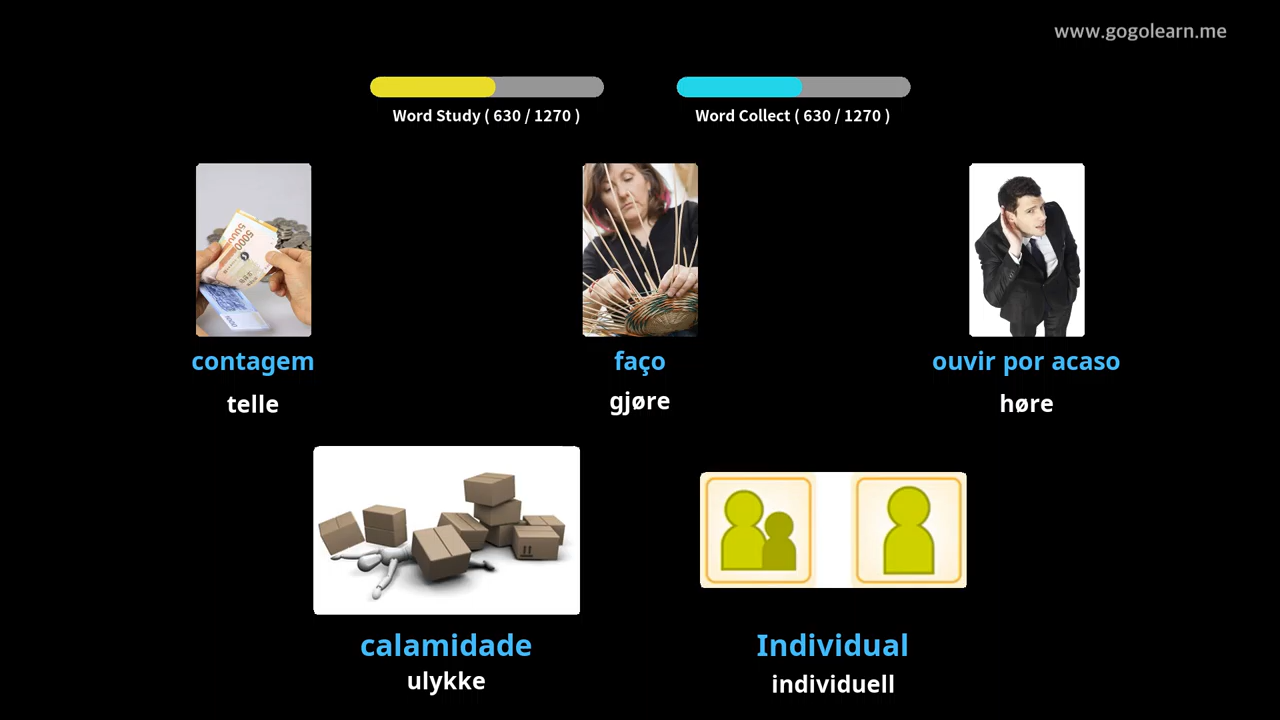 www.gogolearn.me
Word Study ( 630 / 1270 )
Word Collect ( 630 / 1270 )
contagem
telle
faço
gjøre
ouvir por acaso
høre
calamidade
ulykke
Individual
individuell